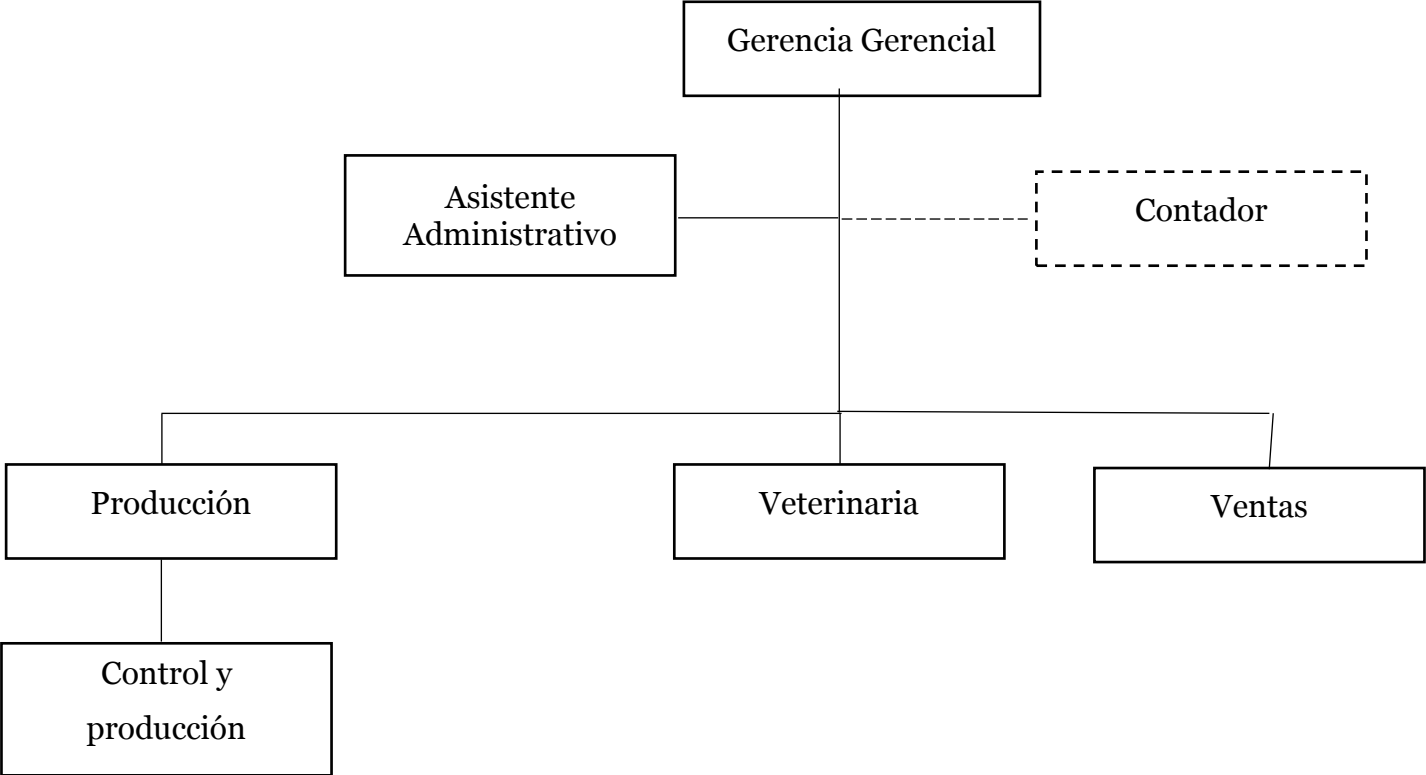 Gerencia Gerencial
Asistente
Administrativo
Contador
Producción
Veterinaria
Ventas
Control y
producción